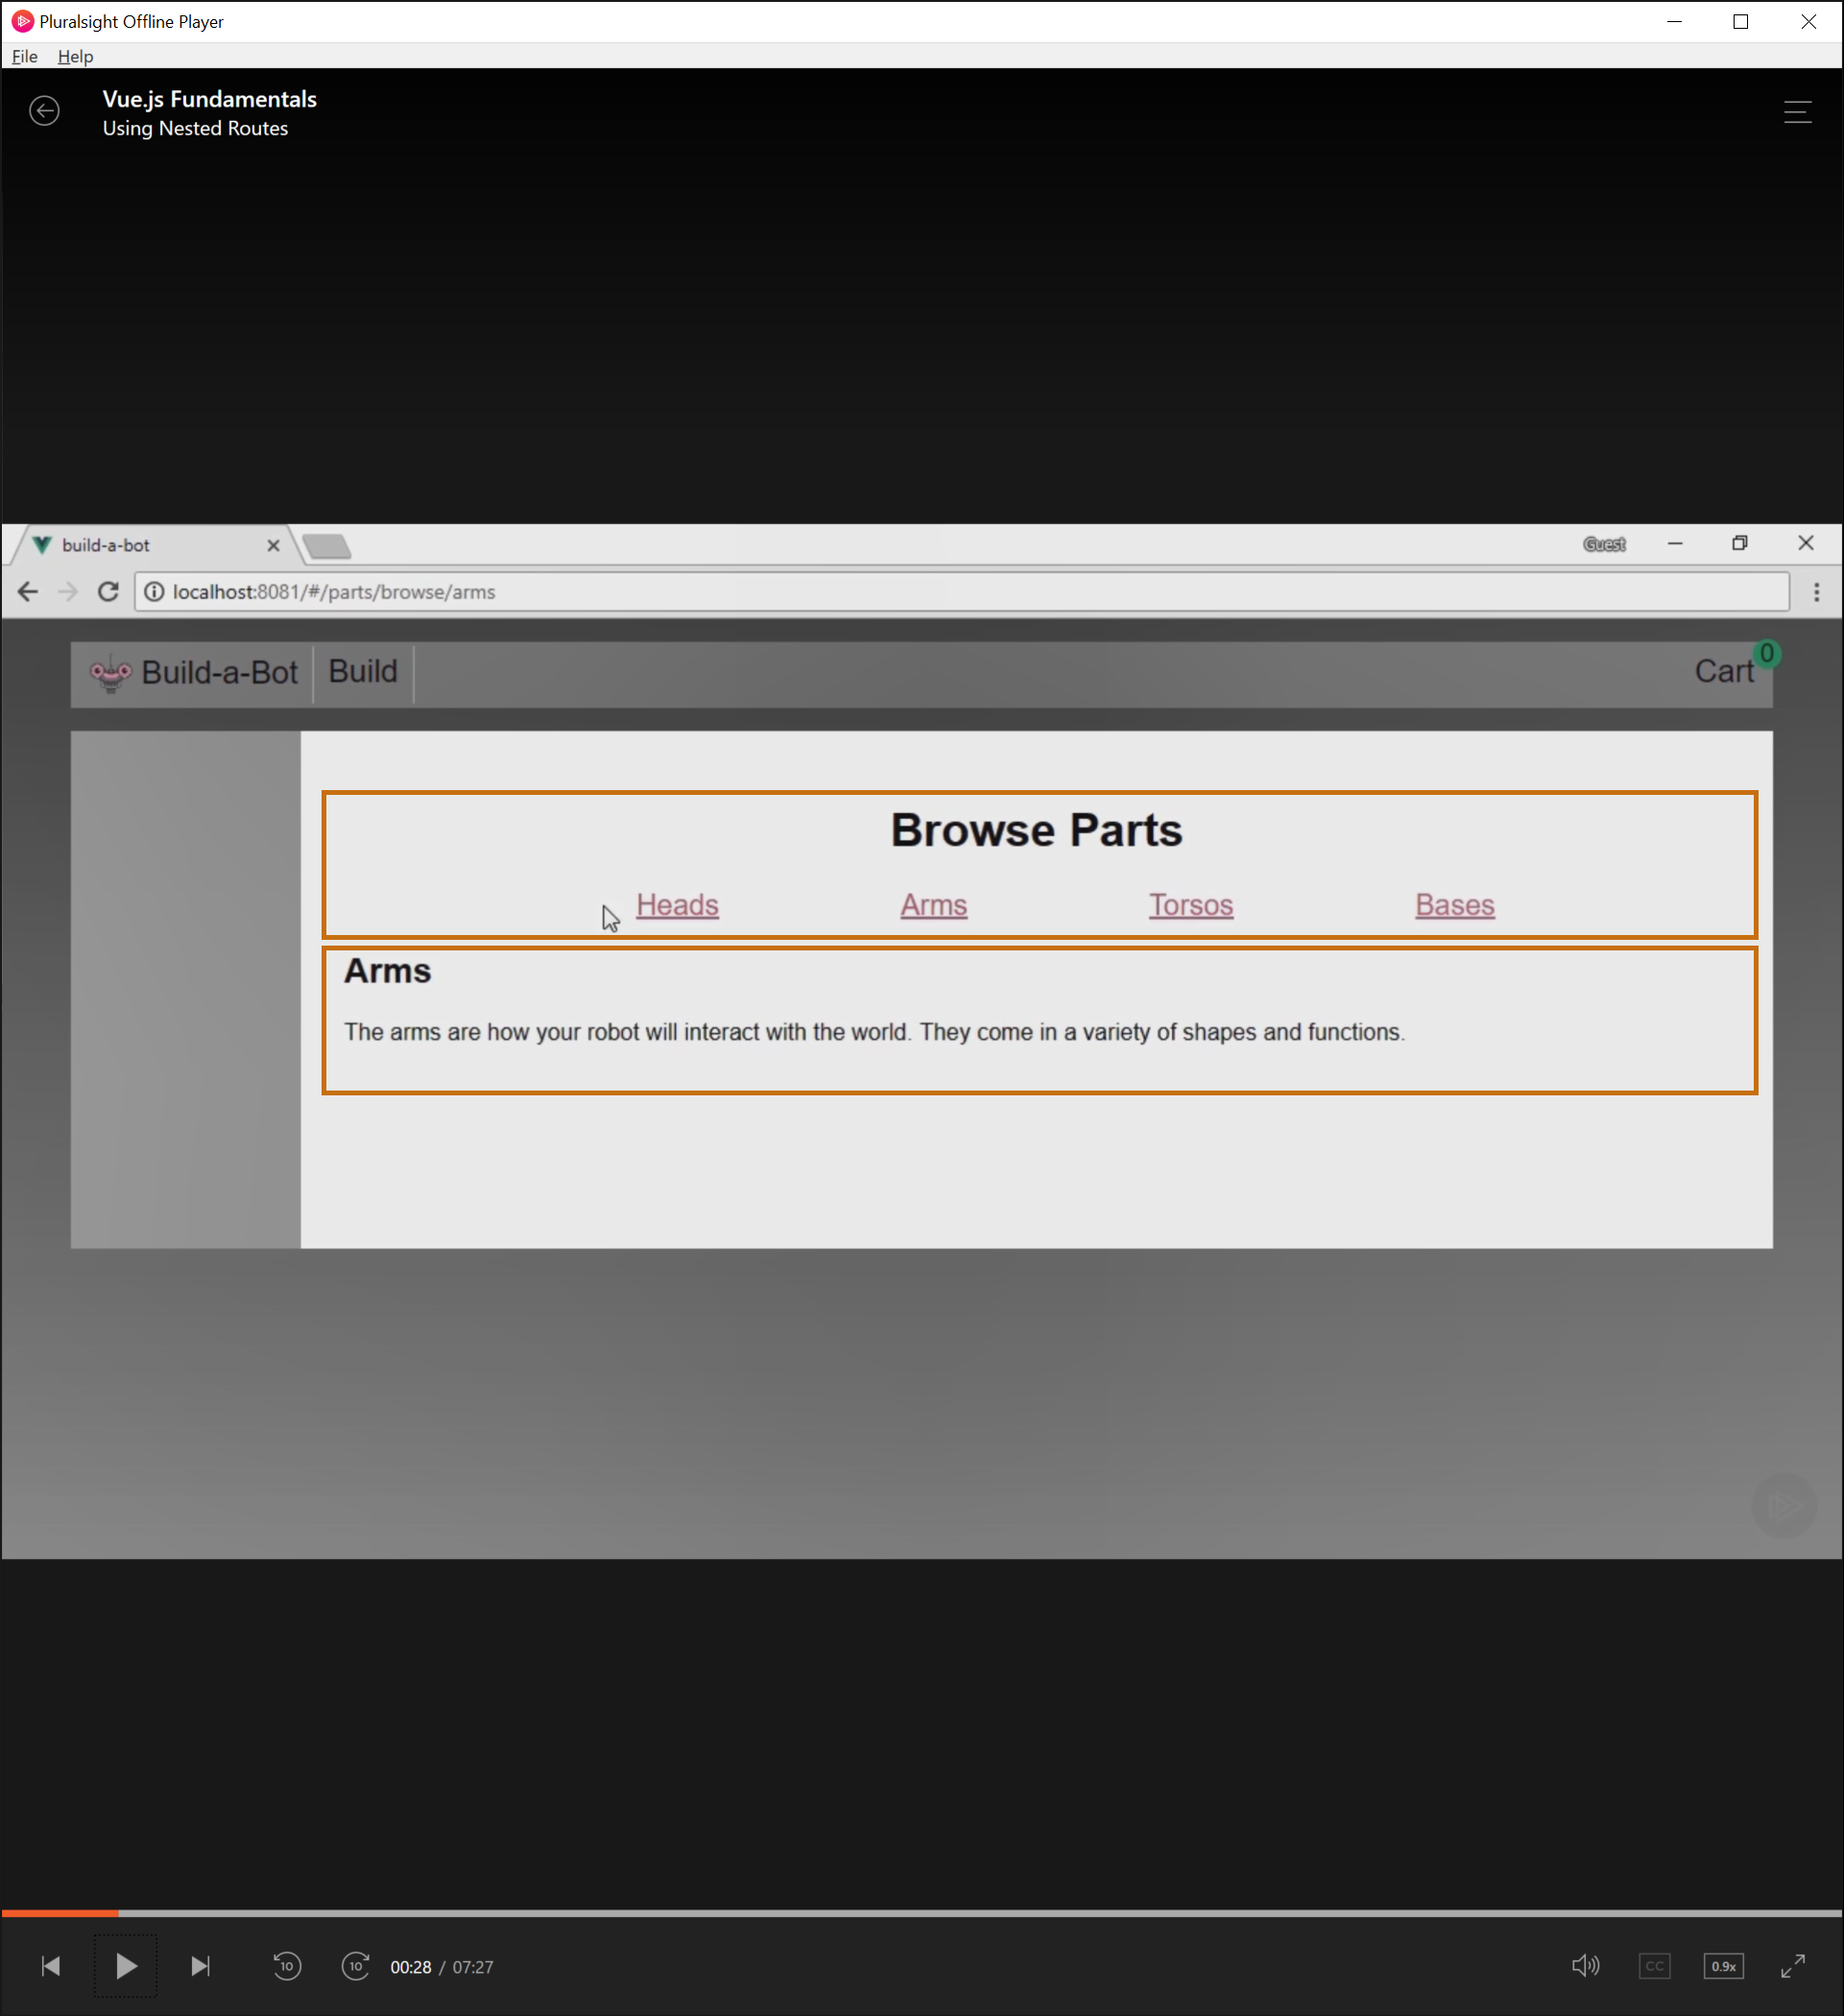 Pluralsight Offline Player
File Help
Vue.js Fundamentals
Using Nested Routes
build-a-bot
Guest
localhost:8081/#/parts/browse/arms
Build-a-Bot Build Cart 0
Browse Parts
Heads Arms Torsos Bases
Arms
The arms are how your robot will interact with the world. They come in a variety of shapes and functions.
10 10 00:28 / 07:27 CC 0.9x